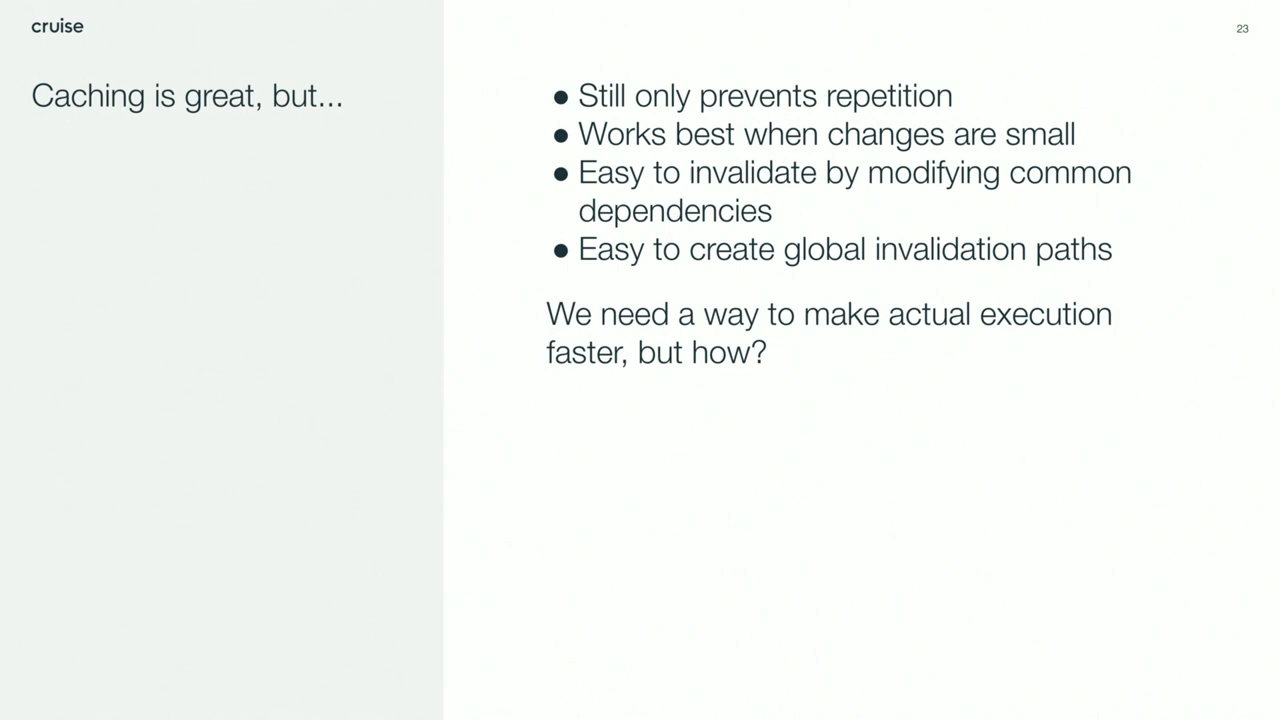 cruise
23
Caching is great, but...
● Still only prevents repetition
● Works best when changes are small
● Easy to invalidate by modifying common
dependencies
● Easy to create global invalidation paths
We need a way to make actual execution
faster, but how?